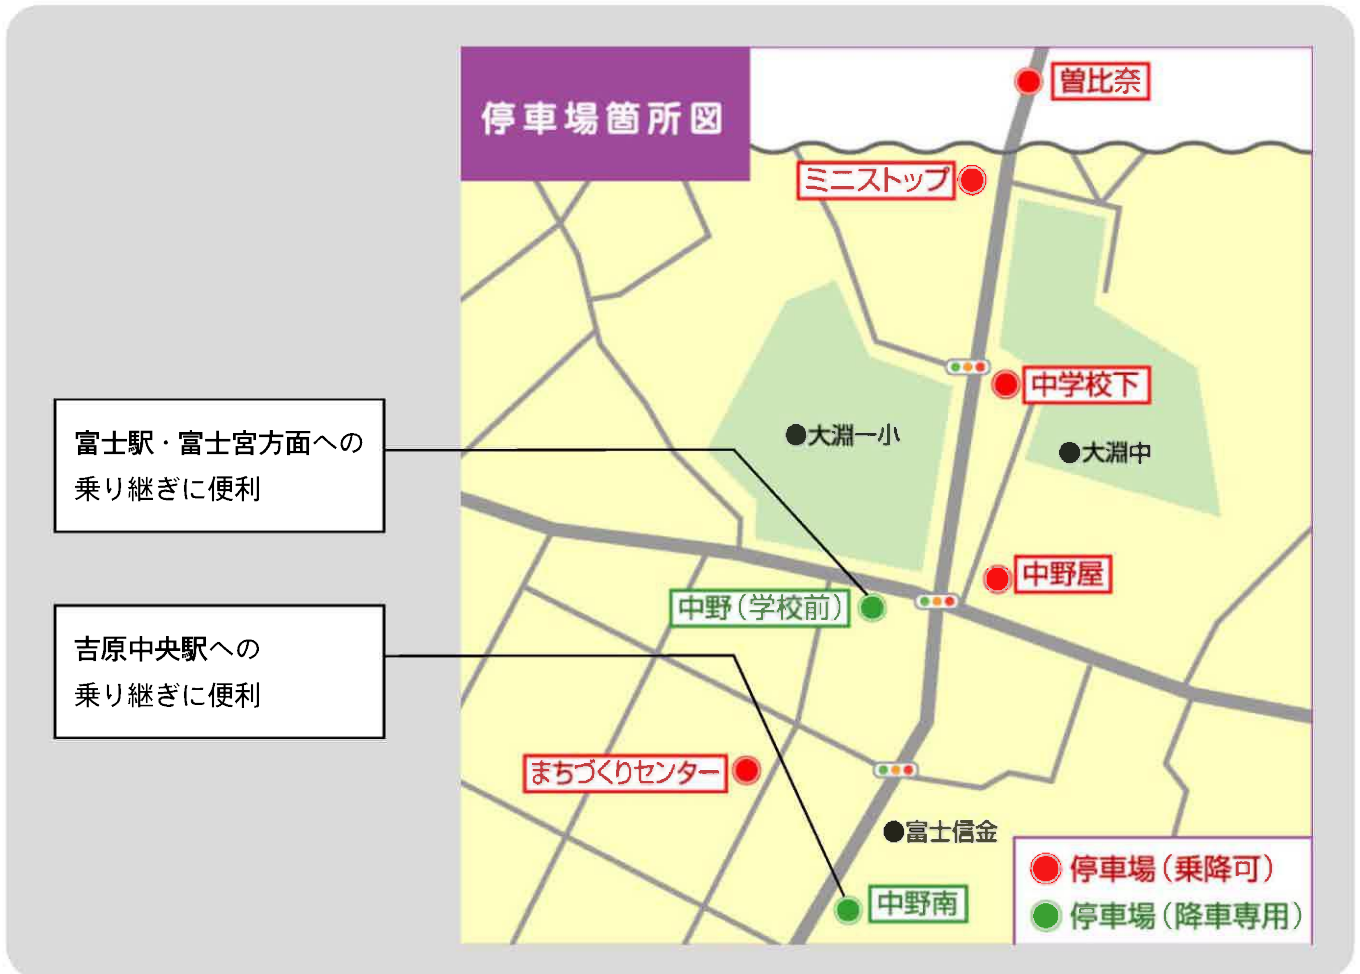 停車場箇所図
曽比奈
ミニストップ
中学校下
●大淵一小
●大淵中
富士駅・富士宮方面への
乗り継ぎに便利
中野屋
中野(学校前)
吉原中央駅への
乗り継ぎに便利
まちづくりセンター
●富士信金
中野南
停車場(乗降可)
停車場(降車専用)